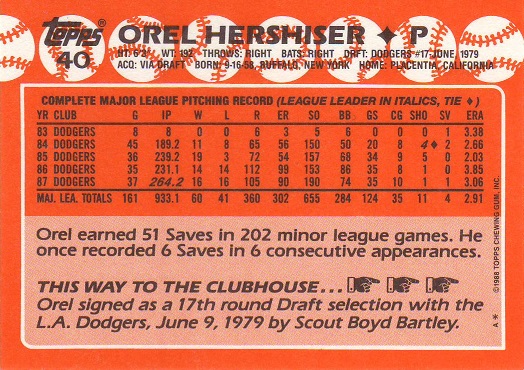 Topps
OREL HERSHISER ♦ P
40
HT: 6'3" WT: 192 THROWS: RIGHT BATS: RIGHT DRFT: DODGERS #17-JUNE, 1979
ACQ: VIA DRAFT BORN: 9-16-58, BUFFALO, NEW YORK HOME: PLACENTIA, CALIFORNIA
COMPLETE MAJOR LEAGUE PITCHING RECORD (LEAGUE LEADER IN ITALICS, TIE ♦)
YR CLUB G IP W L R ER SO BB GS CG SHO SV ERA
83 DODGERS 8 8 0 0 6 3 5 6 0 0 0 1 3.38
84 DODGERS 45 189.2 11 8 65 56 150 50 20 8 4♦ 2 2.66
85 DODGERS 36 239.2 19 3 72 54 157 68 34 9 5 0 2.03
86 DODGERS 35 231.1 14 14 112 99 153 86 35 8 1 0 3.85
87 DODGERS 37 264.2 16 16 105 90 190 74 35 10 1 1 3.06
MAJ. LEA. TOTALS 161 933.1 60 41 360 302 655 284 124 35 11 4 2.91
Orel earned 51 Saves in 202 minor league games. He
once recorded 6 Saves in 6 consecutive appearances.
THIS WAY TO THE CLUBHOUSE...
Orel signed as a 17th round Draft selection with the
L.A. Dodgers, June 9, 1979 by Scout Boyd Bartley.
©1988 TOPPS CHEWING GUM, INC.
A *